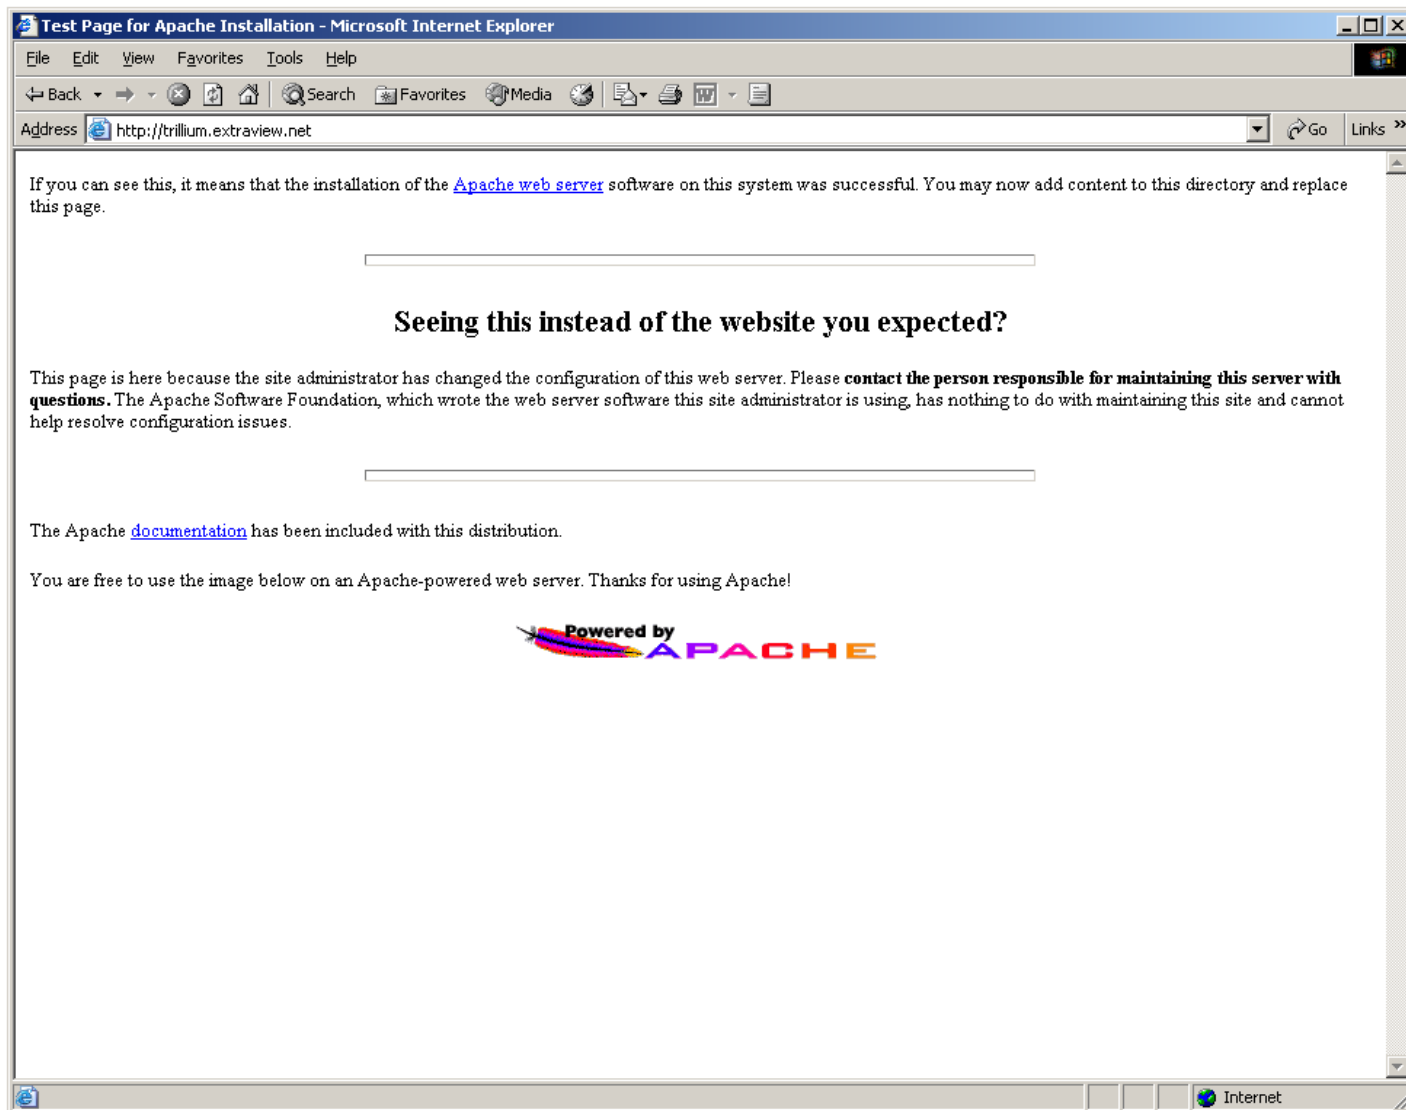 Test Page for Apache Installation - Microsoft Internet Explorer
File Edit View Favorites Tools Help
Back Search Favorites Media
Address http://trillium.extraview.net Go Links »
If you can see this, it means that the installation of the Apache web server software on this system was successful. You may now add content to this directory and replace
this page.
Seeing this instead of the website you expected?
This page is here because the site administrator has changed the configuration of this web server. Please contact the person responsible for maintaining this server with
questions. The Apache Software Foundation, which wrote the web server software this site administrator is using, has nothing to do with maintaining this site and cannot
help resolve configuration issues.
The Apache documentation has been included with this distribution.
You are free to use the image below on an Apache-powered web server. Thanks for using Apache!
Powered by
APACHE
Internet